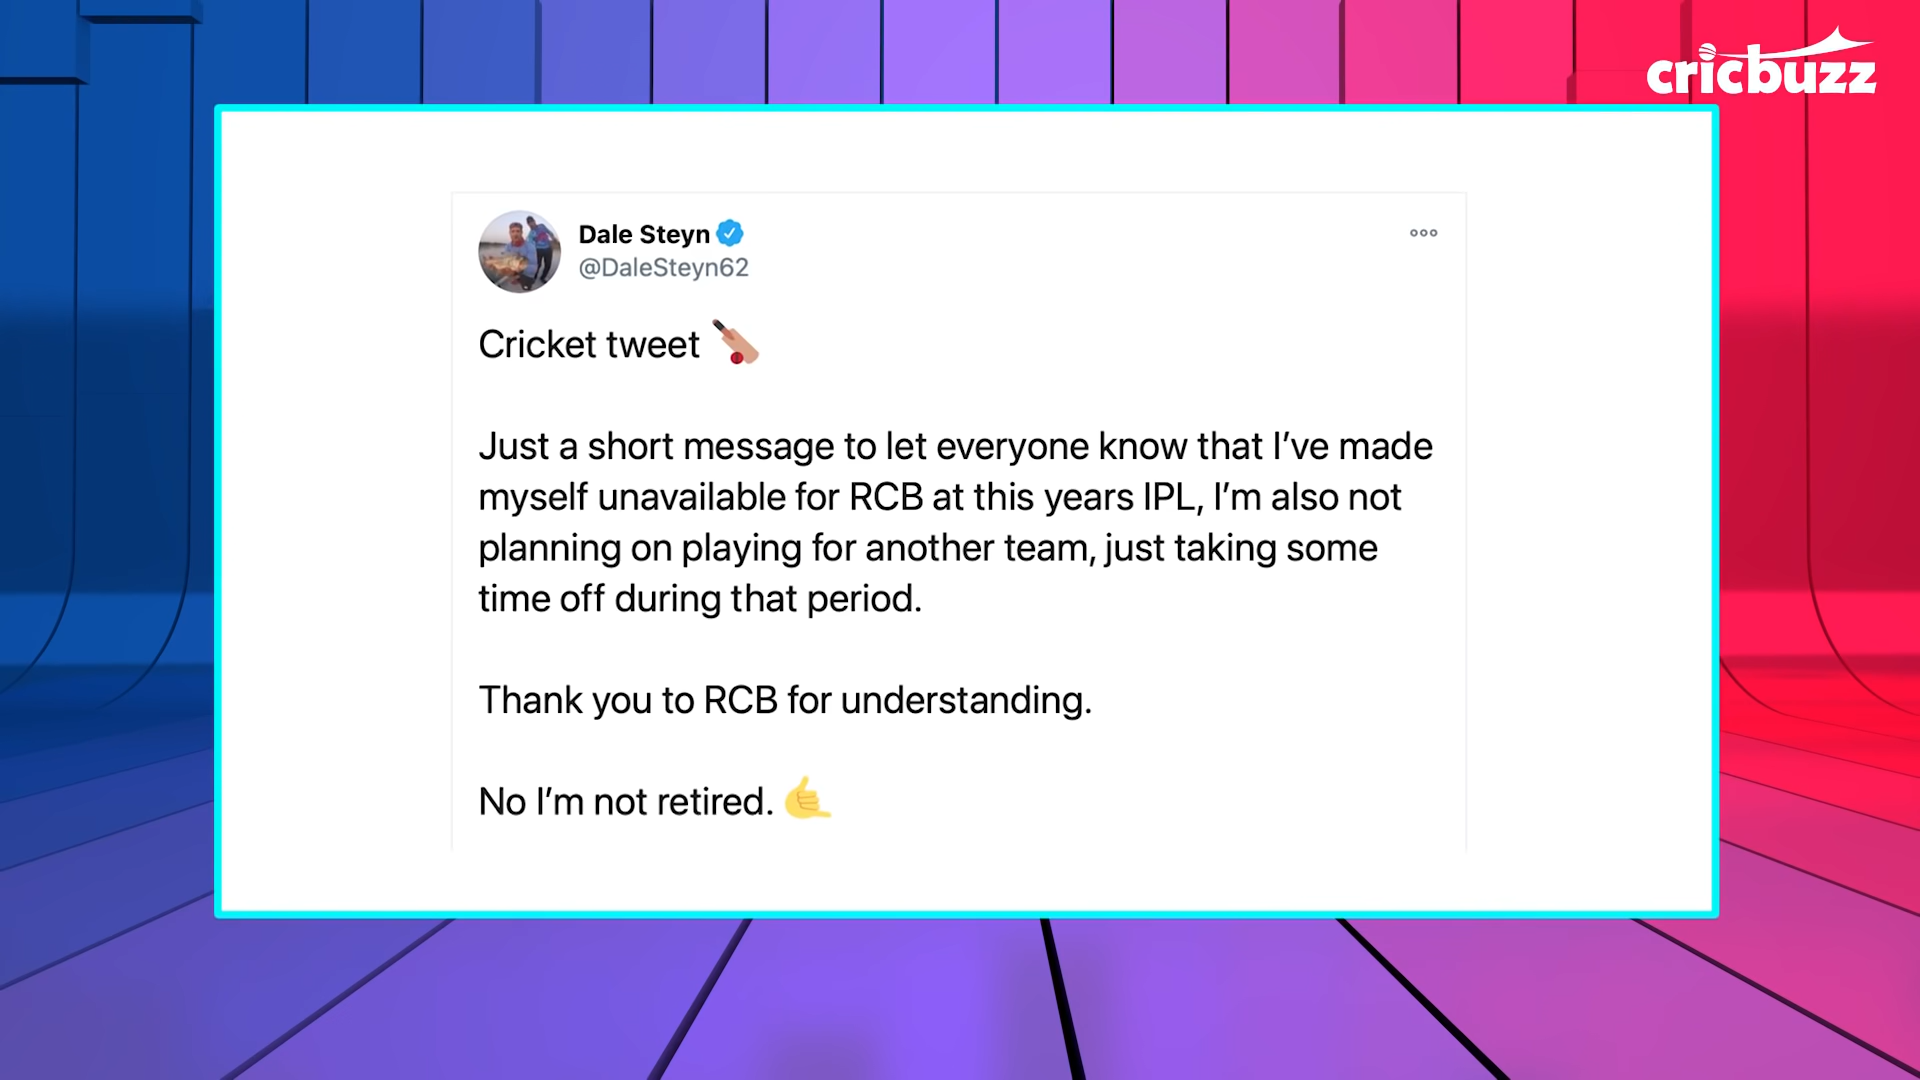 cricbuzz
Dale Steyn
@DaleSteyn62
Cricket tweet 🏏
Just a short message to let everyone know that I’ve made
myself unavailable for RCB at this years IPL, I’m also not
planning on playing for another team, just taking some
time off during that period.
Thank you to RCB for understanding.
No I’m not retired. 🤙